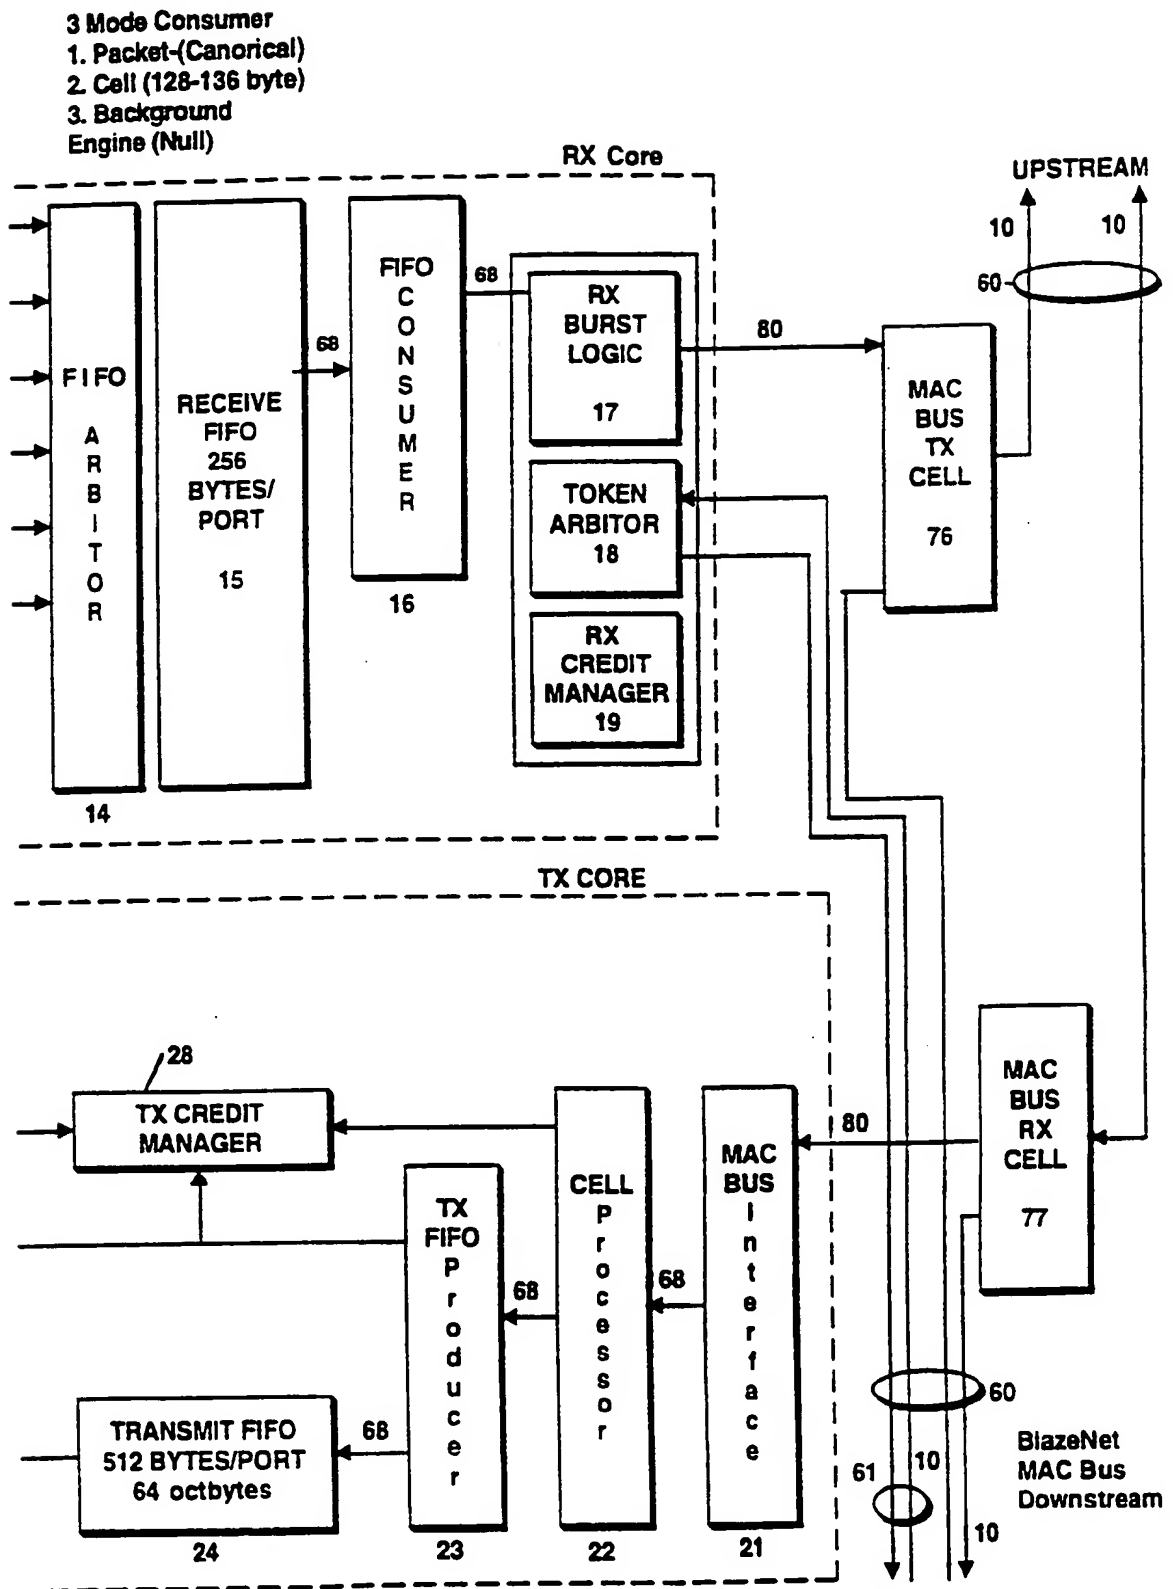 3 Mode Consumer
1. Packet-(Canorical)
2. Cell (128-136 byte)
3. Background
Engine (Null)
RX Core
UPSTREAM
10
10
60
FIFO
ARBITOR
14
RECEIVE
FIFO
256
BYTES/
PORT
15
68
FIFO
CONSUMER
16
68
RX
BURST
LOGIC
17
80
TOKEN
ARBITOR
18
RX
CREDIT
MANAGER
19
MAC
BUS
TX
CELL
76
TX CORE
28
TX CREDIT
MANAGER
TX
FIFO
Producer
23
68
CELL
Processor
22
68
MAC
BUS
Interface
21
80
MAC
BUS
RX
CELL
77
TRANSMIT FIFO
512 BYTES/PORT
64 octbytes
24
68
60
61
10
10
BlazeNet
MAC Bus
Downstream